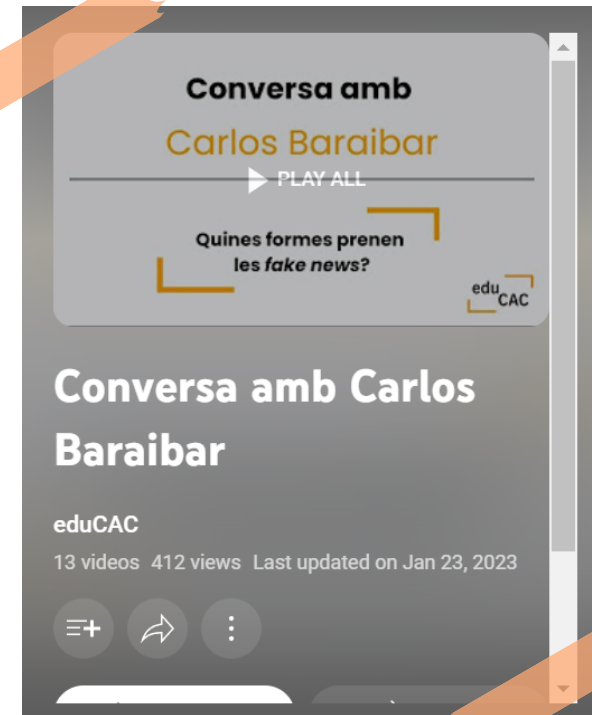 Conversa amb
Carlos Baraibar
PLAY ALL
Quines formes prenen
les fake news?
edu
CAC
Conversa amb Carlos
Baraibar
eduCAC
13 videos 412 views Last updated on Jan 23, 2023